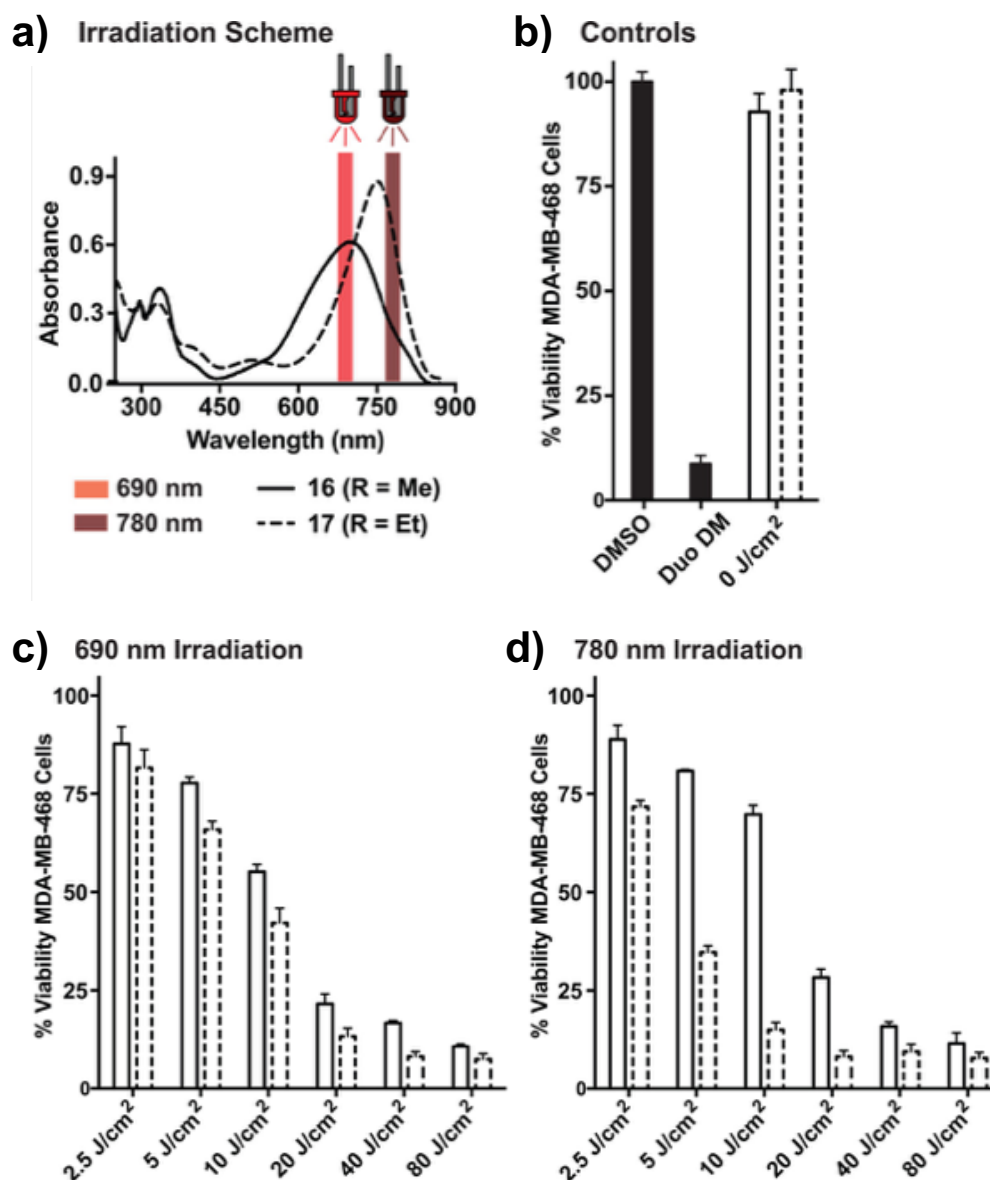 a) Irradiation Scheme
0.9
0.6
0.3
0.0
Absorbance
300 450 600 750 900
Wavelength (nm)
690 nm
780 nm
16 (R = Me)
17 (R = Et)
b) Controls
100
75
50
25
0
% Viability MDA-MB-468 Cells
DMSO
Duo DM
0 J/cm²
c) 690 nm Irradiation
100
75
50
25
0
% Viability MDA-MB-468 Cells
2.5 J/cm²
5 J/cm²
10 J/cm²
20 J/cm²
40 J/cm²
80 J/cm²
d) 780 nm Irradiation
100
75
50
25
0
% Viability MDA-MB-468 Cells
2.5 J/cm²
5 J/cm²
10 J/cm²
20 J/cm²
40 J/cm²
80 J/cm²